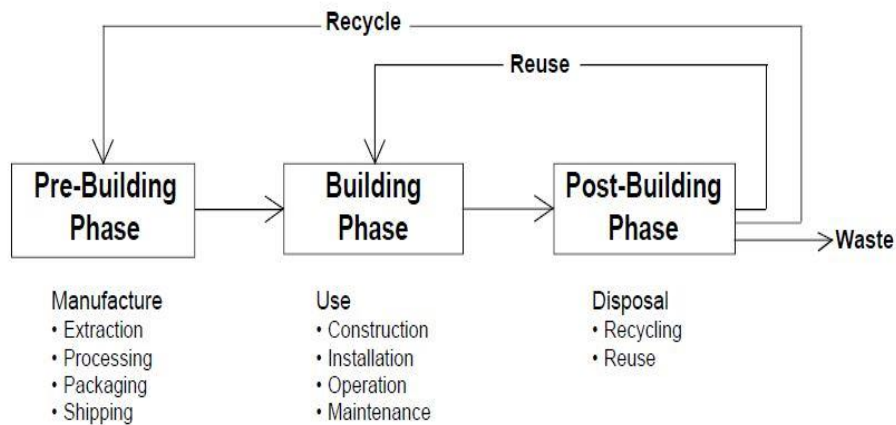 Recycle
Reuse
Pre-Building
Phase
Building
Phase
Post-Building
Phase
Waste
Manufacture
• Extraction
• Processing
• Packaging
• Shipping
Use
• Construction
• Installation
• Operation
• Maintenance
Disposal
• Recycling
• Reuse